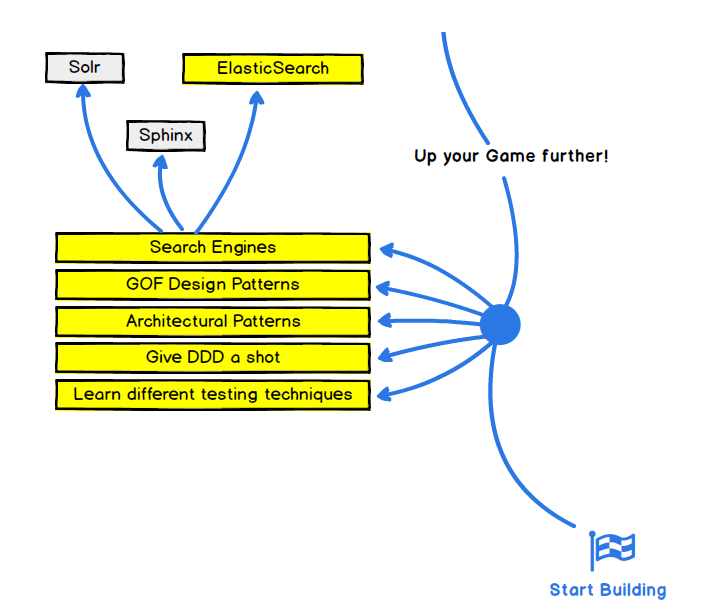 Solr
ElasticSearch
Sphinx
Up your Game further!
Search Engines
GOF Design Patterns
Architectural Patterns
Give DDD a shot
Learn different testing techniques
Start Building